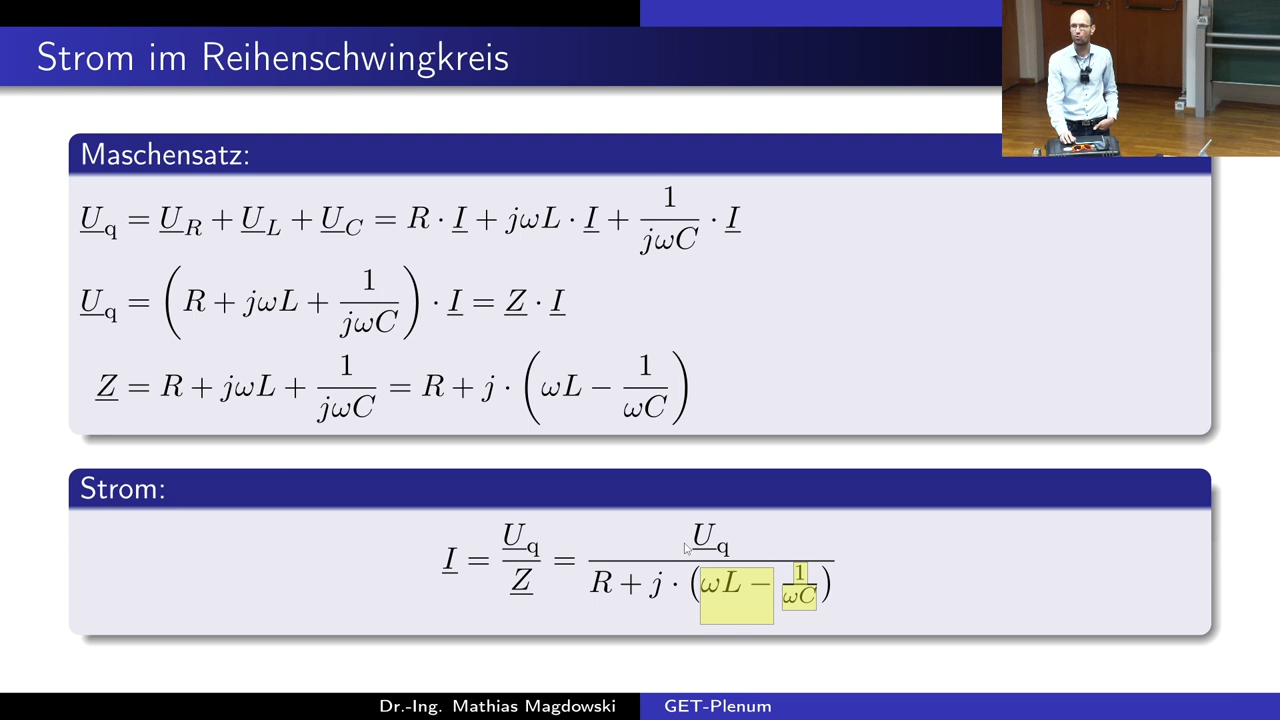 Strom im Reihenschwingkreis
Maschensatz:
U_q = U_R + U_L + U_C = R · I + jωL · I + 1/(jωC) · I
U_q = (R + jωL + 1/(jωC)) · I = Z · I
Z = R + jωL + 1/(jωC) = R + j · (ωL − 1/(ωC))
Strom:
I = U_q/Z = U_q/(R + j · (ωL − 1/(ωC)))
Dr.-Ing. Mathias Magdowski
GET-Plenum